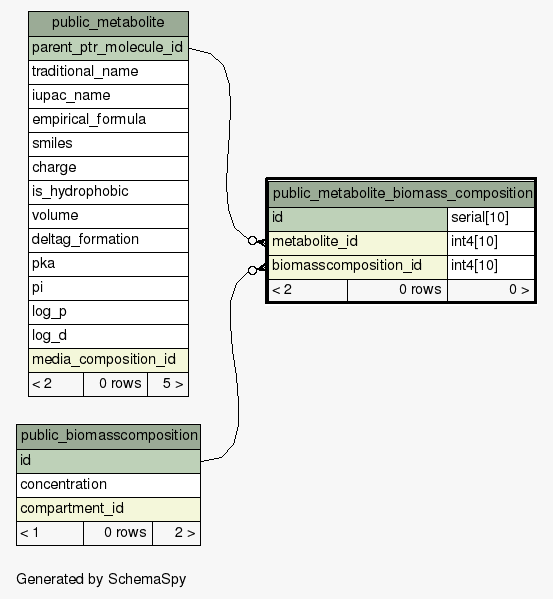 public_metabolite
parent_ptr_molecule_id
traditional_name
iupac_name
empirical_formula
smiles
charge
is_hydrophobic
volume
deltag_formation
pka
pi
log_p
log_d
media_composition_id
< 2 0 rows 5 >
public_metabolite_biomass_composition
id serial[10]
metabolite_id int4[10]
biomasscomposition_id int4[10]
< 2 0 rows 0 >
public_biomasscomposition
id
concentration
compartment_id
< 1 0 rows 2 >
Generated by SchemaSpy